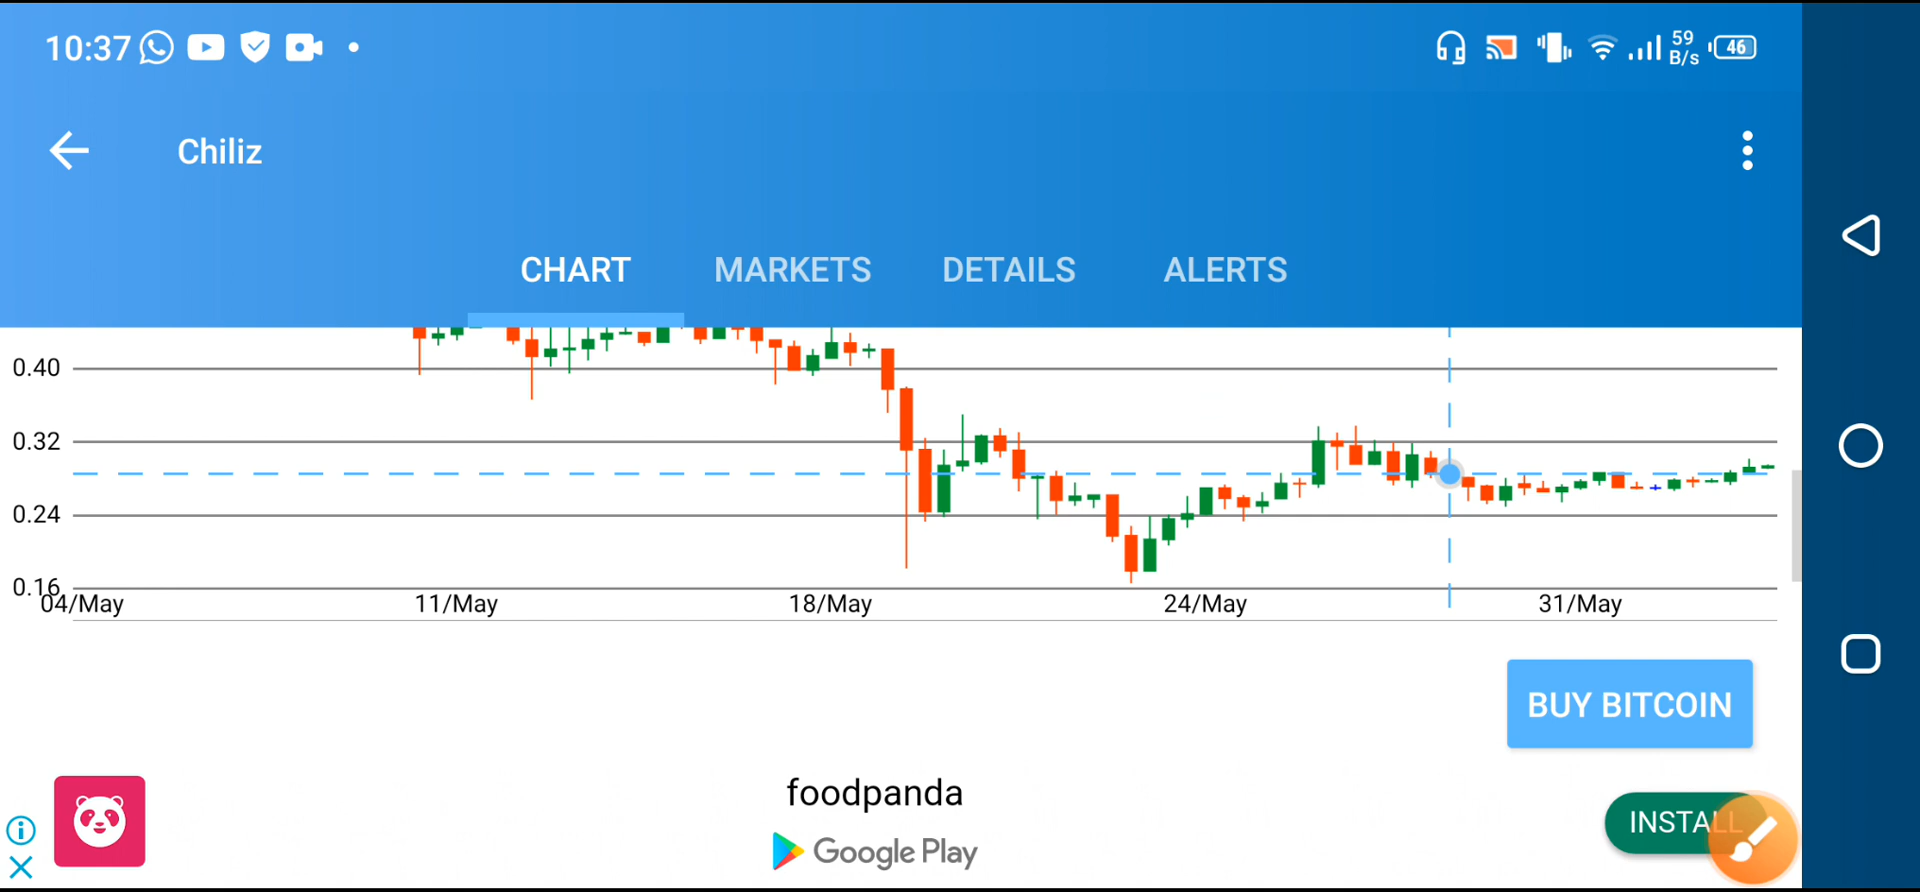 10:37
59 B/s 46
Chiliz
CHART MARKETS DETAILS ALERTS
0.40
0.32
0.24
0.16
04/May 11/May 18/May 24/May 31/May
BUY BITCOIN
foodpanda
Google Play
INSTALL